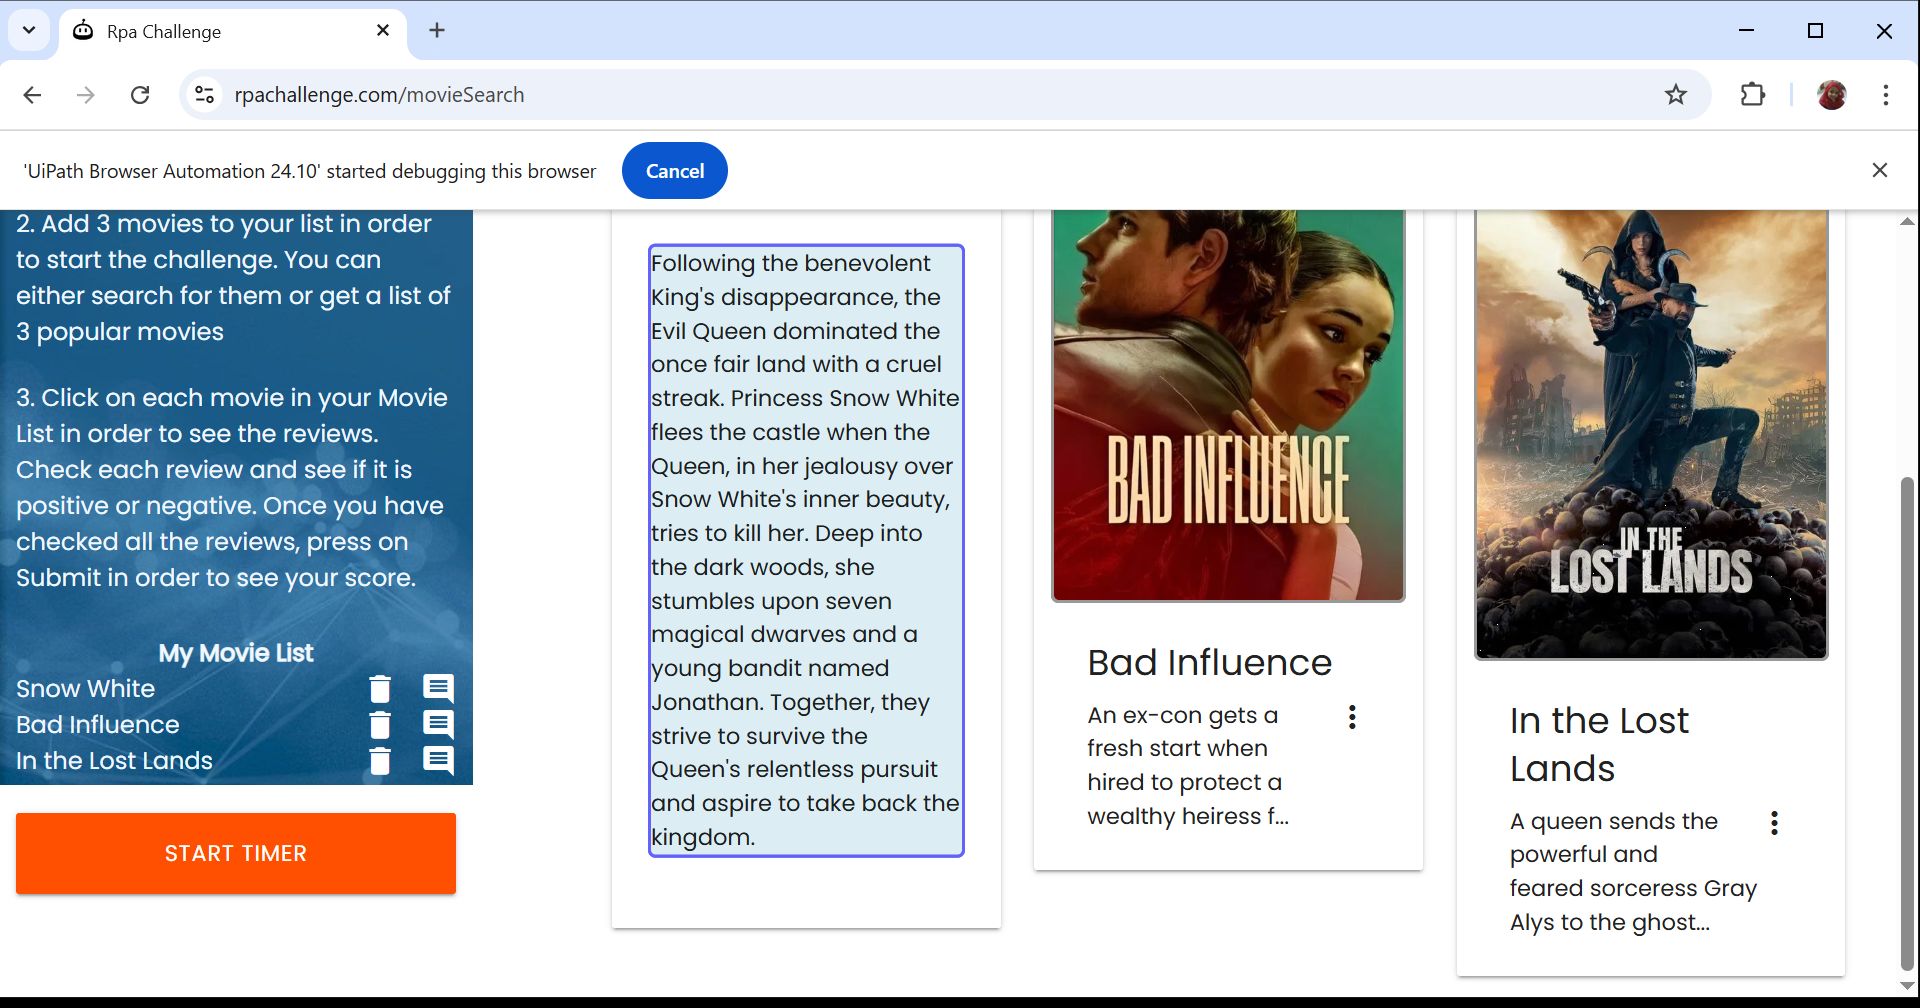 Rpa Challenge
rpachallenge.com/movieSearch
'UiPath Browser Automation 24.10' started debugging this browser
Cancel
2. Add 3 movies to your list in order
to start the challenge. You can
either search for them or get a list of
3 popular movies
3. Click on each movie in your Movie
List in order to see the reviews.
Check each review and see if it is
positive or negative. Once you have
checked all the reviews, press on
Submit in order to see your score.
My Movie List
Snow White
Bad Influence
In the Lost Lands
START TIMER
Following the benevolent
King's disappearance, the
Evil Queen dominated the
once fair land with a cruel
streak. Princess Snow White
flees the castle when the
Queen, in her jealousy over
Snow White's inner beauty,
tries to kill her. Deep into
the dark woods, she
stumbles upon seven
magical dwarves and a
young bandit named
Jonathan. Together, they
strive to survive the
Queen's relentless pursuit
and aspire to take back the
kingdom.
BAD INFLUENCE
Bad Influence
An ex-con gets a
fresh start when
hired to protect a
wealthy heiress f...
IN THE
LOST LANDS
In the Lost
Lands
A queen sends the
powerful and
feared sorceress Gray
Alys to the ghost...